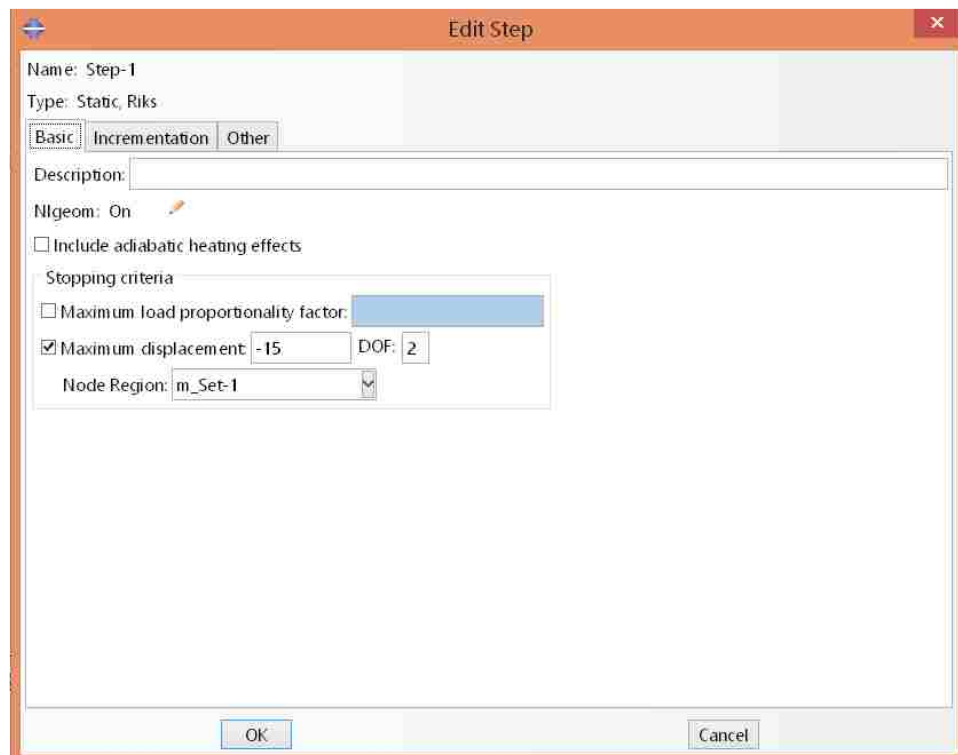 Edit Step
Name: Step-1
Type: Static, Riks
Basic Incrementation Other
Description:
Nlgeom: On
Include adiabatic heating effects
Stopping criteria
Maximum load proportionality factor:
Maximum displacement: -15 DOF: 2
Node Region: m_Set-1
OK Cancel